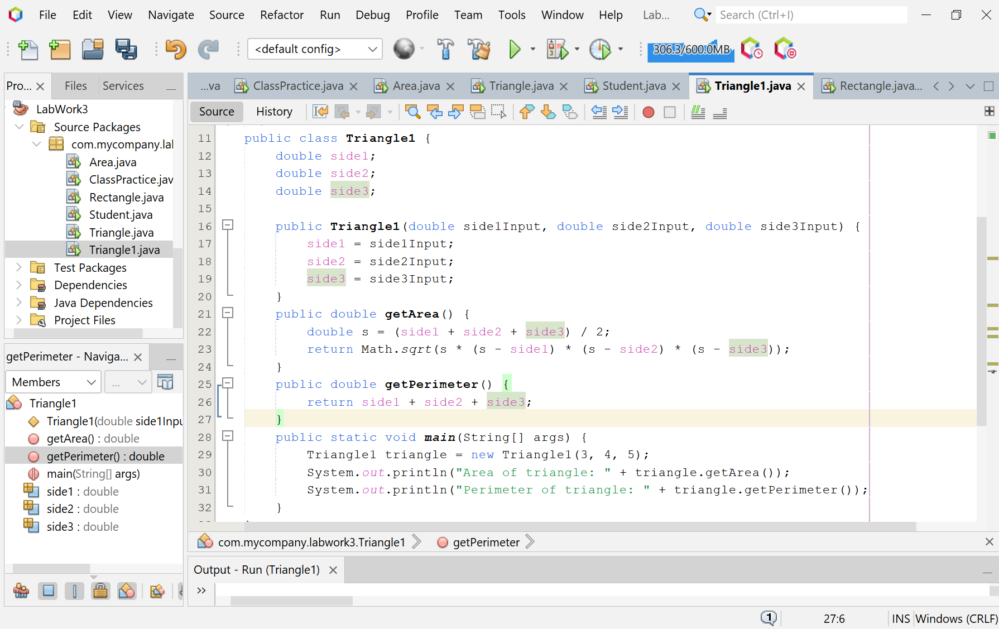 File Edit View Navigate Source Refactor Run Debug Profile Team Tools Window Help Lab... Search (Ctrl+I)
<default config> 306.3/600.0MB
Pro... Files Services
...va ClassPractice.java Area.java Triangle.java Student.java Triangle1.java Rectangle.java...
Source History
LabWork3
Source Packages
com.mycompany.la
Area.java
ClassPractice.jav
Rectangle.java
Student.java
Triangle.java
Triangle1.java
Test Packages
Dependencies
Java Dependencies
Project Files
getPerimeter - Naviga...
Members ...
Triangle1
Triangle1(double side1Inpu
getArea() : double
getPerimeter() : double
main(String[] args)
side1 : double
side2 : double
side3 : double
11 public class Triangle1 {
12 double side1;
13 double side2;
14 double side3;
15
16 public Triangle1(double side1Input, double side2Input, double side3Input) {
17 side1 = side1Input;
18 side2 = side2Input;
19 side3 = side3Input;
20 }
21 public double getArea() {
22 double s = (side1 + side2 + side3) / 2;
23 return Math.sqrt(s * (s - side1) * (s - side2) * (s - side3));
24 }
25 public double getPerimeter() {
26 return side1 + side2 + side3;
27 }
28 public static void main(String[] args) {
29 Triangle1 triangle = new Triangle1(3, 4, 5);
30 System.out.println("Area of triangle: " + triangle.getArea());
31 System.out.println("Perimeter of triangle: " + triangle.getPerimeter());
32 }
com.mycompany.labwork3.Triangle1 getPerimeter
Output - Run (Triangle1)
1 27:6 INS Windows (CRLF)